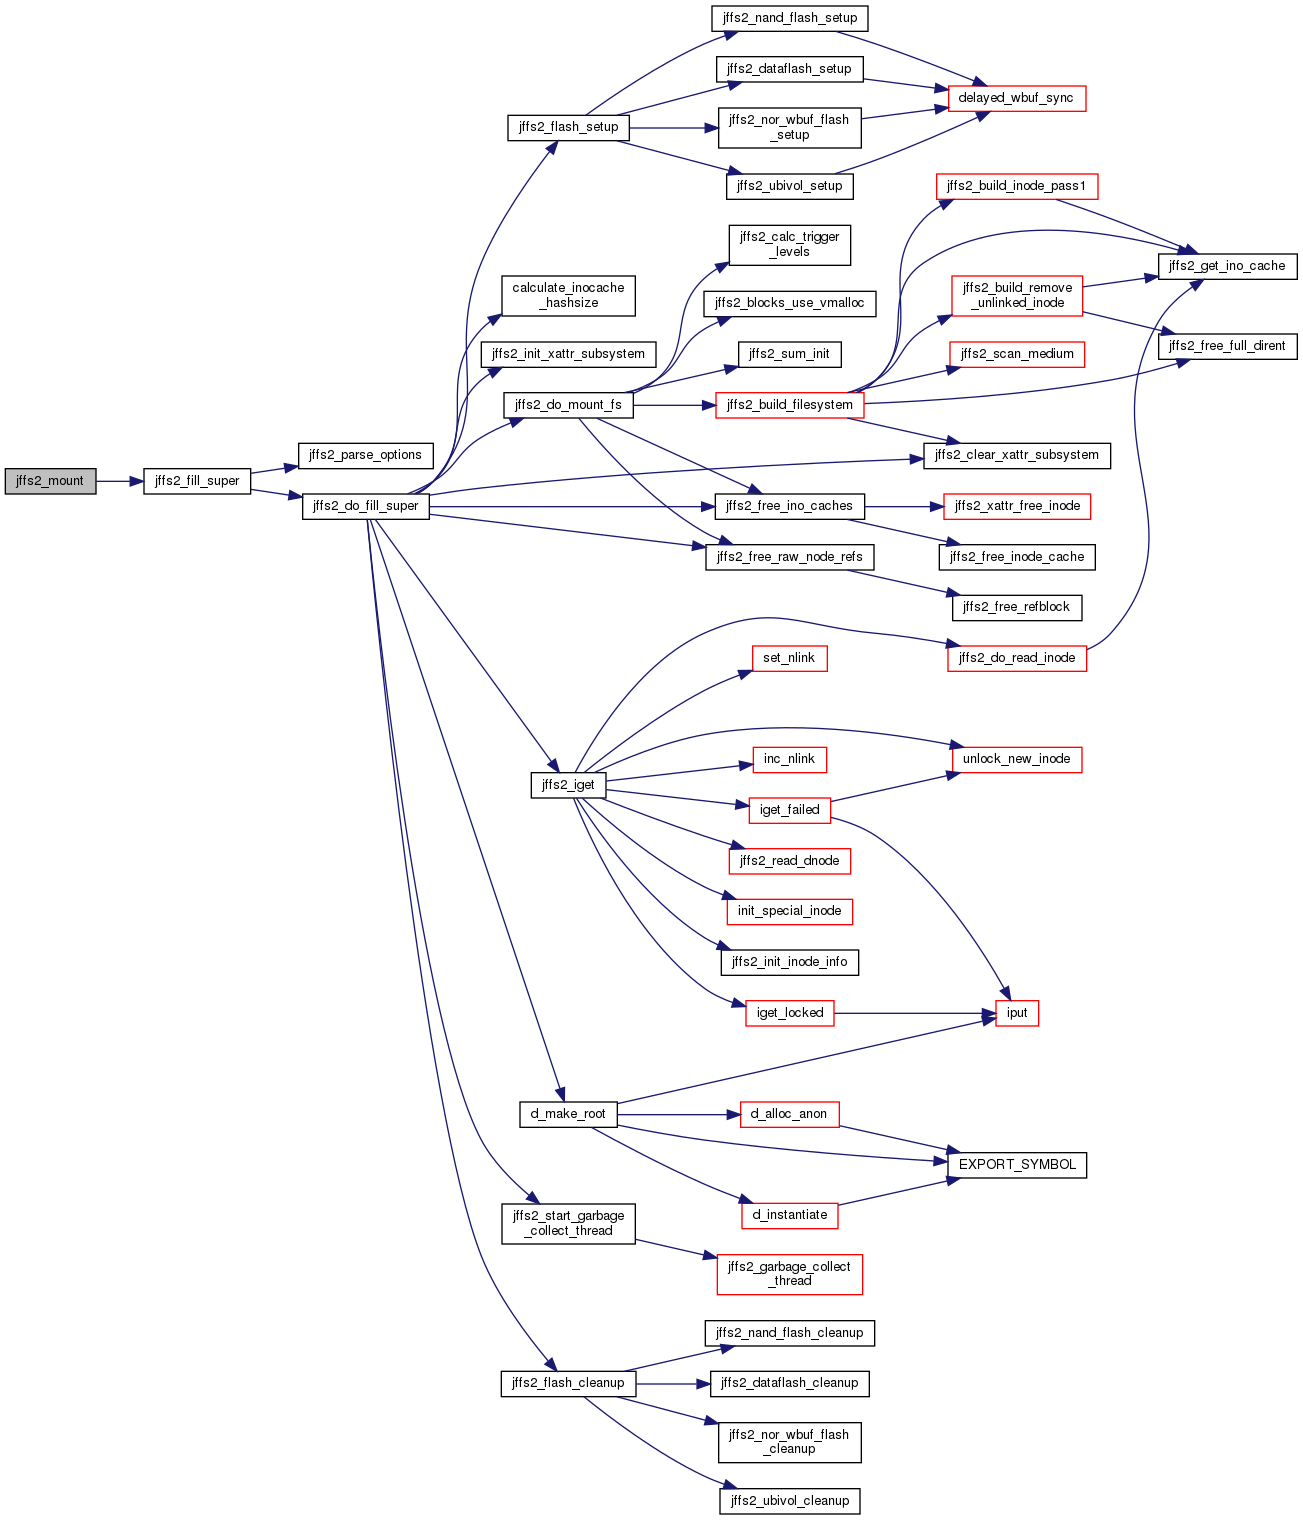 jffs2_mount
jffs2_fill_super
jffs2_parse_options
jffs2_do_fill_super
jffs2_flash_setup
calculate_inocache
_hashsize
jffs2_init_xattr_subsystem
jffs2_do_mount_fs
jffs2_iget
d_make_root
jffs2_start_garbage
_collect_thread
jffs2_flash_cleanup
jffs2_nand_flash_setup
jffs2_dataflash_setup
jffs2_nor_wbuf_flash
_setup
jffs2_ubivol_setup
jffs2_calc_trigger
_levels
jffs2_blocks_use_vmalloc
jffs2_sum_init
jffs2_build_filesystem
jffs2_free_ino_caches
jffs2_free_raw_node_refs
set_nlink
inc_nlink
iget_failed
jffs2_read_dnode
init_special_inode
jffs2_init_inode_info
iget_locked
d_alloc_anon
d_instantiate
jffs2_garbage_collect
_thread
jffs2_nand_flash_cleanup
jffs2_dataflash_cleanup
jffs2_nor_wbuf_flash
_cleanup
jffs2_ubivol_cleanup
delayed_wbuf_sync
jffs2_build_inode_pass1
jffs2_build_remove
_unlinked_inode
jffs2_scan_medium
jffs2_clear_xattr_subsystem
jffs2_xattr_free_inode
jffs2_free_inode_cache
jffs2_free_refblock
jffs2_do_read_inode
unlock_new_inode
iput
EXPORT_SYMBOL
jffs2_get_ino_cache
jffs2_free_full_dirent